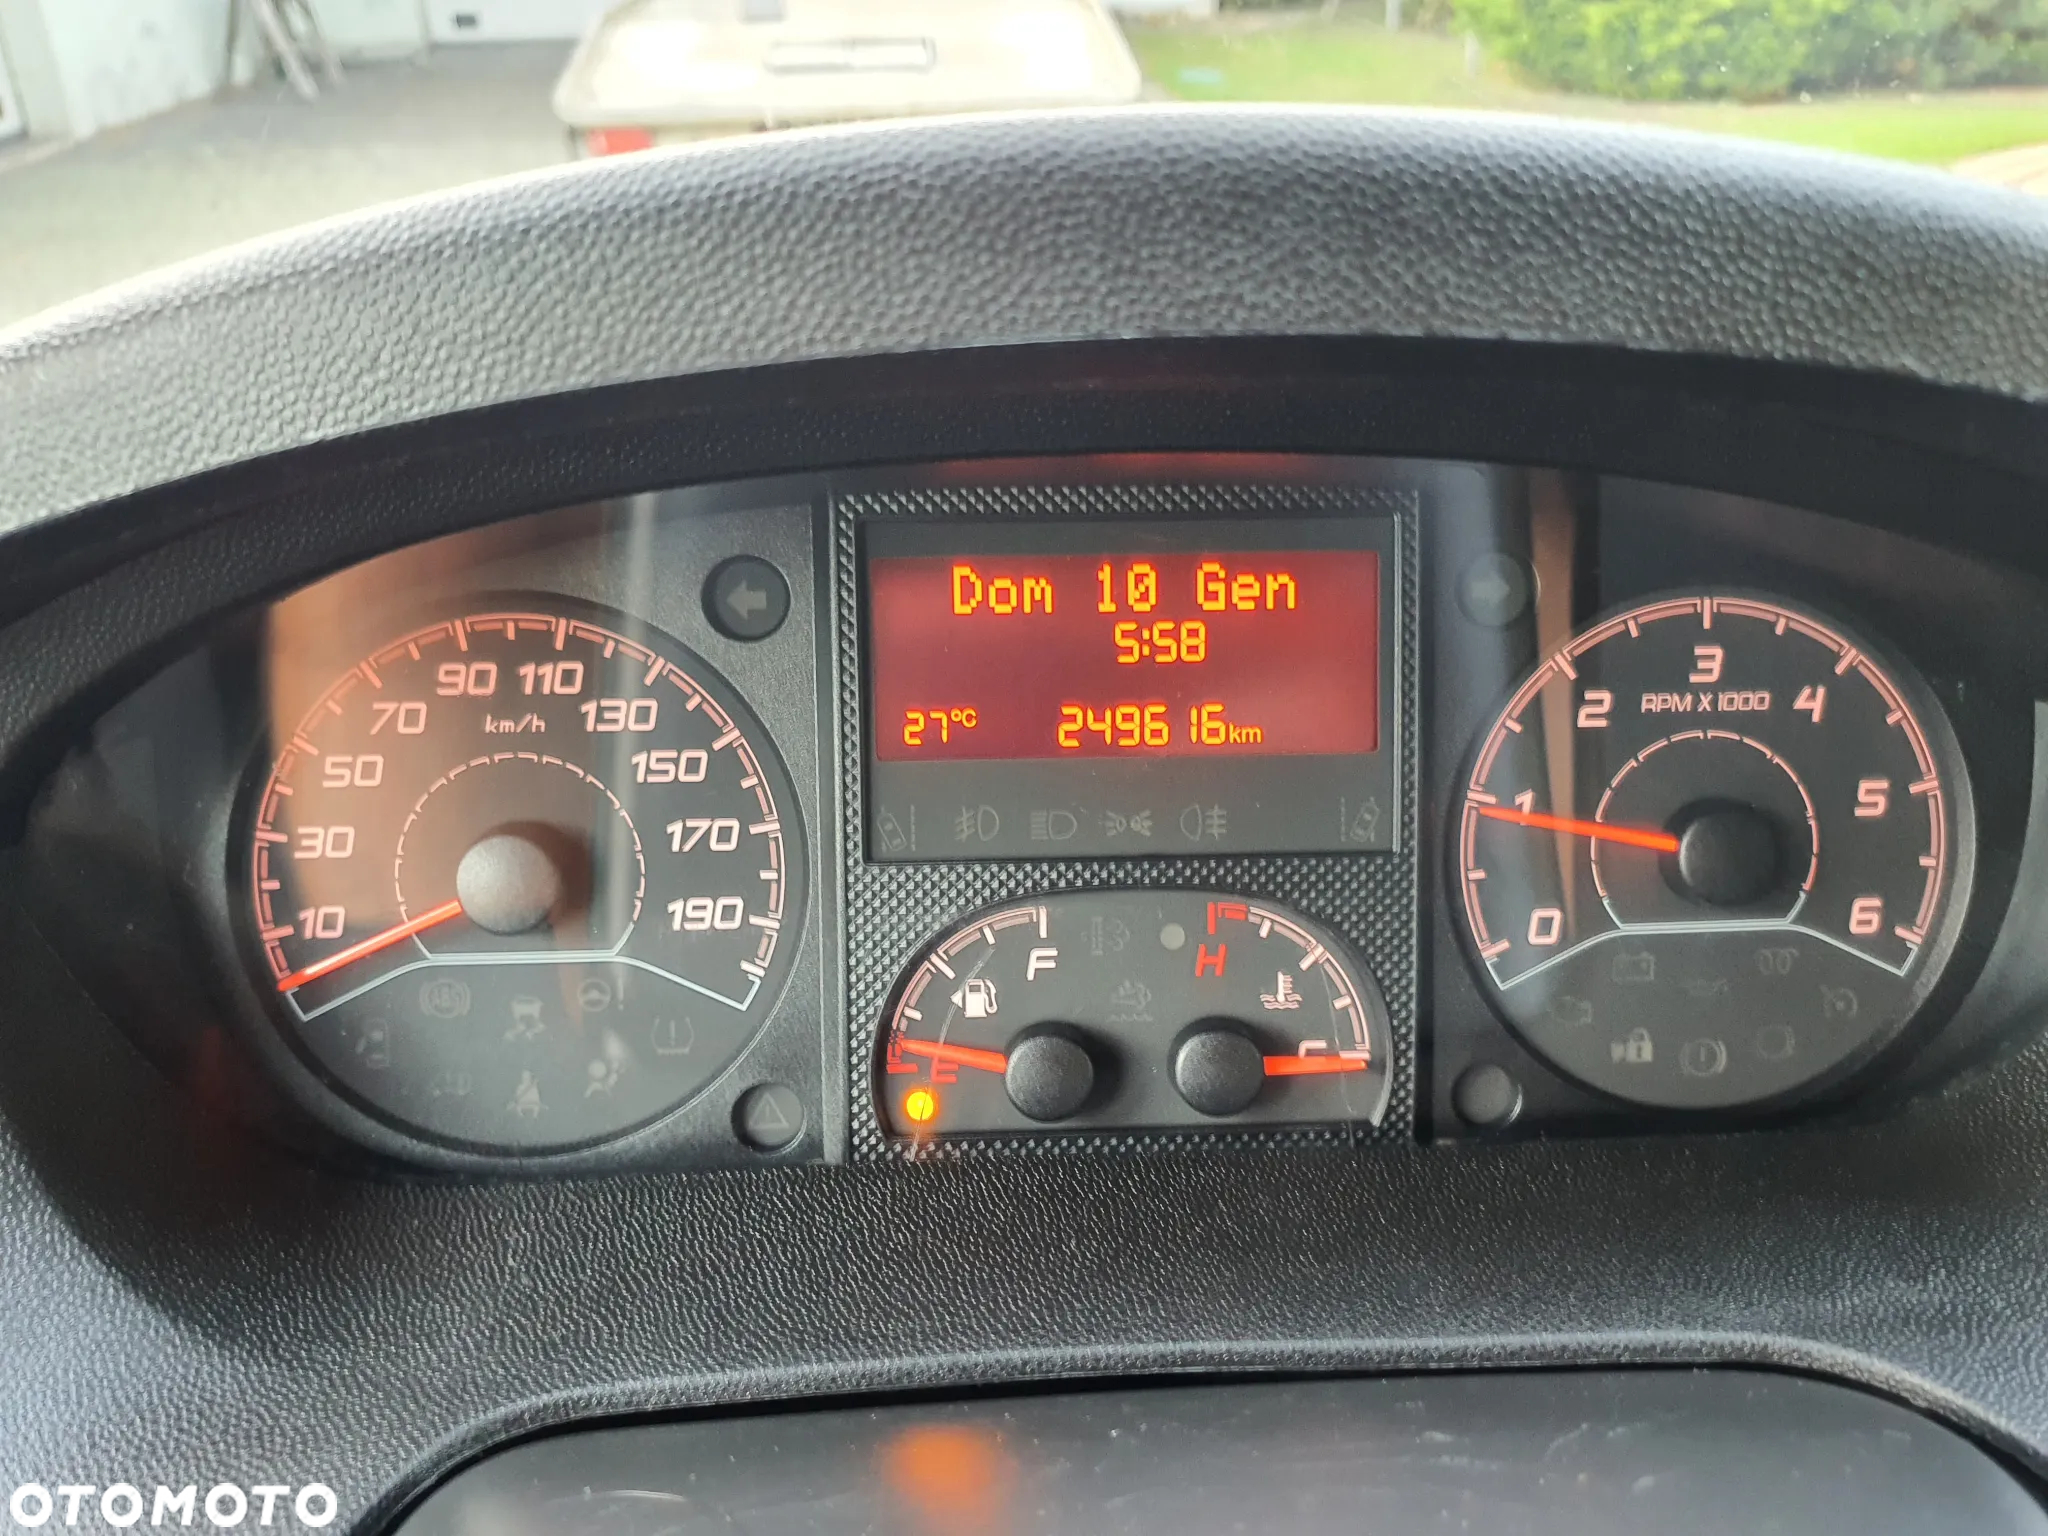 Dom 10 Gen
5:58
27°C 249616km
10 30 50 70 90 110 130 150 170 190
km/h
0 1 2 3 4 5 6
RPM X 1000
F
E
H
C
ABS
OTOMOTO